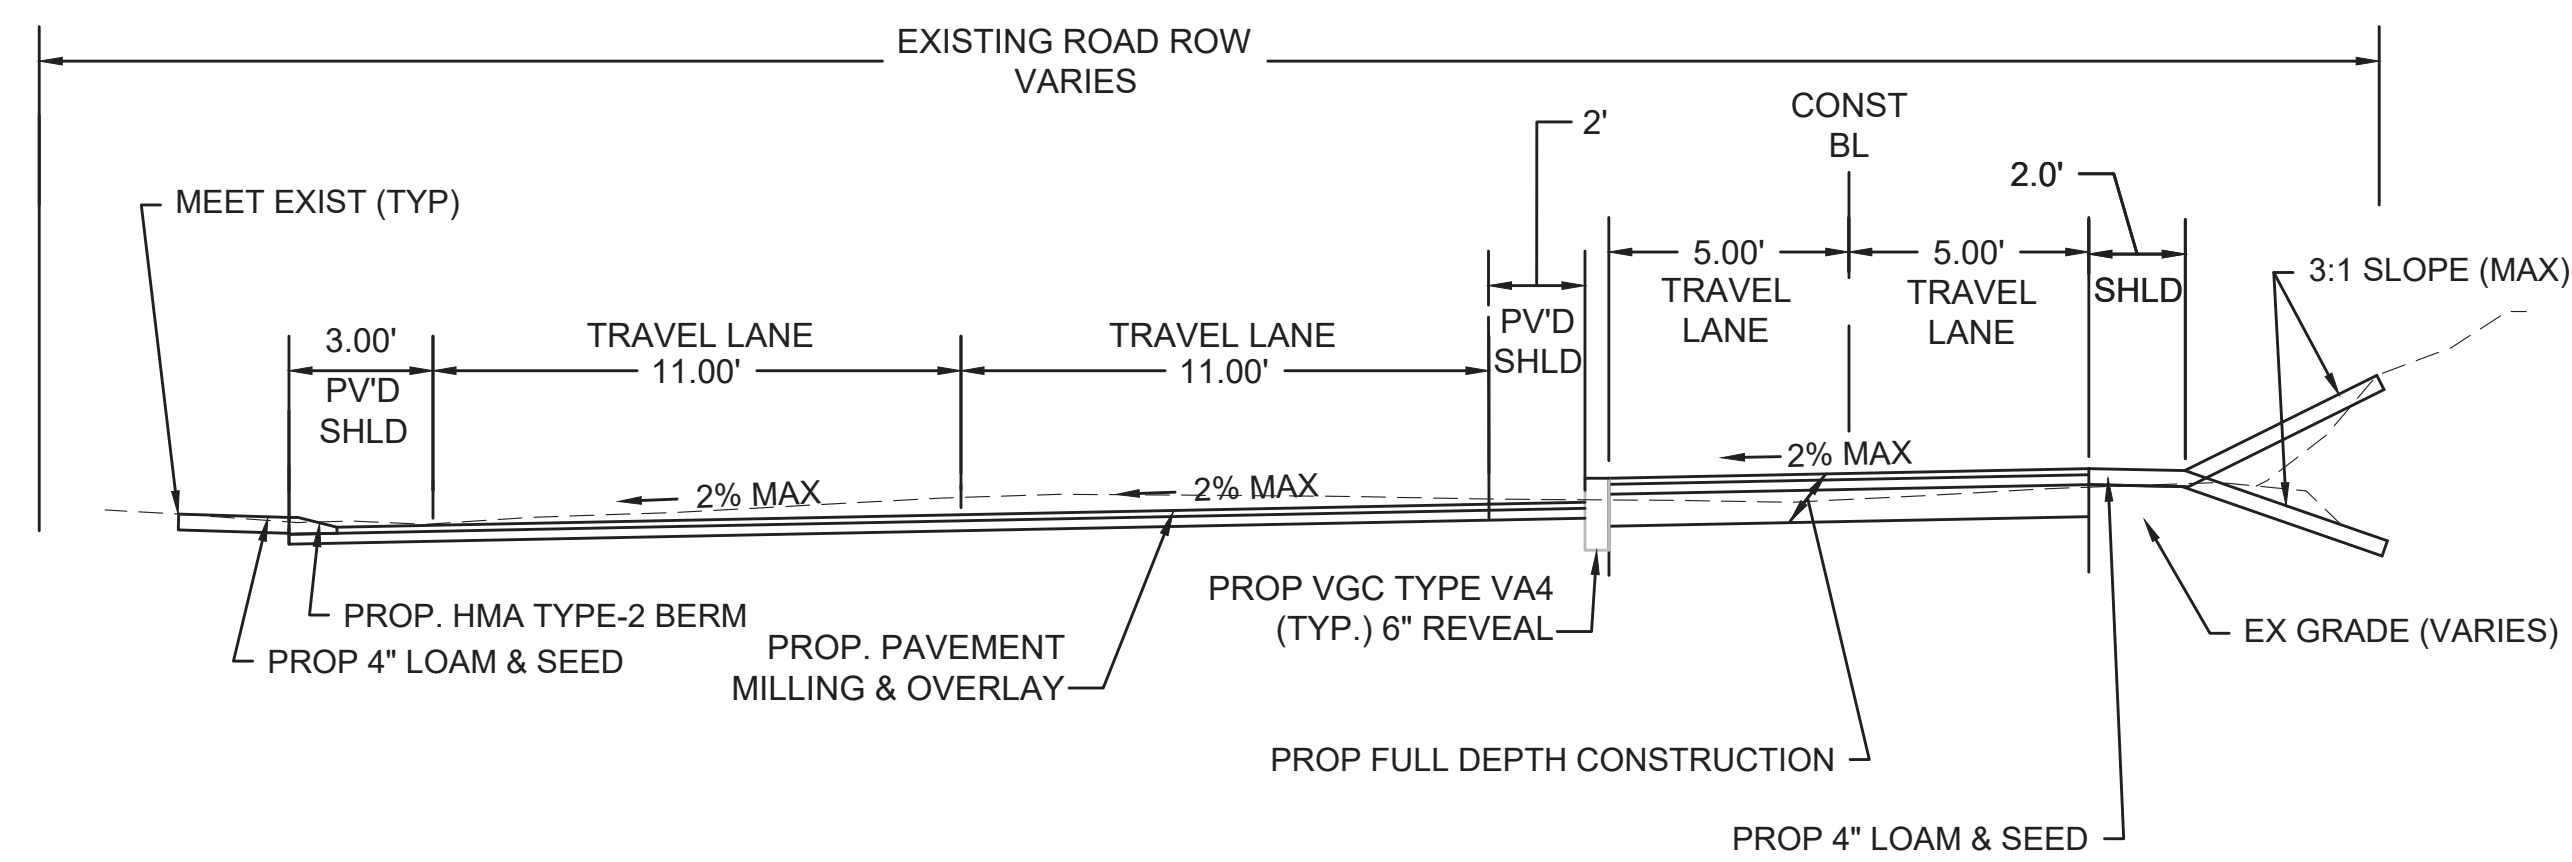 EXISTING ROAD ROW
VARIES
CONST
BL
2'
2.0'
MEET EXIST (TYP)
5.00'
TRAVEL
LANE
5.00'
TRAVEL
LANE
SHLD
3:1 SLOPE (MAX)
3.00'
PV'D
SHLD
TRAVEL LANE
11.00'
TRAVEL LANE
11.00'
PV'D
SHLD
2% MAX
2% MAX
2% MAX
PROP. HMA TYPE-2 BERM
PROP 4" LOAM & SEED
PROP. PAVEMENT
MILLING & OVERLAY
PROP VGC TYPE VA4
(TYP.) 6" REVEAL
EX GRADE (VARIES)
PROP FULL DEPTH CONSTRUCTION
PROP 4" LOAM & SEED